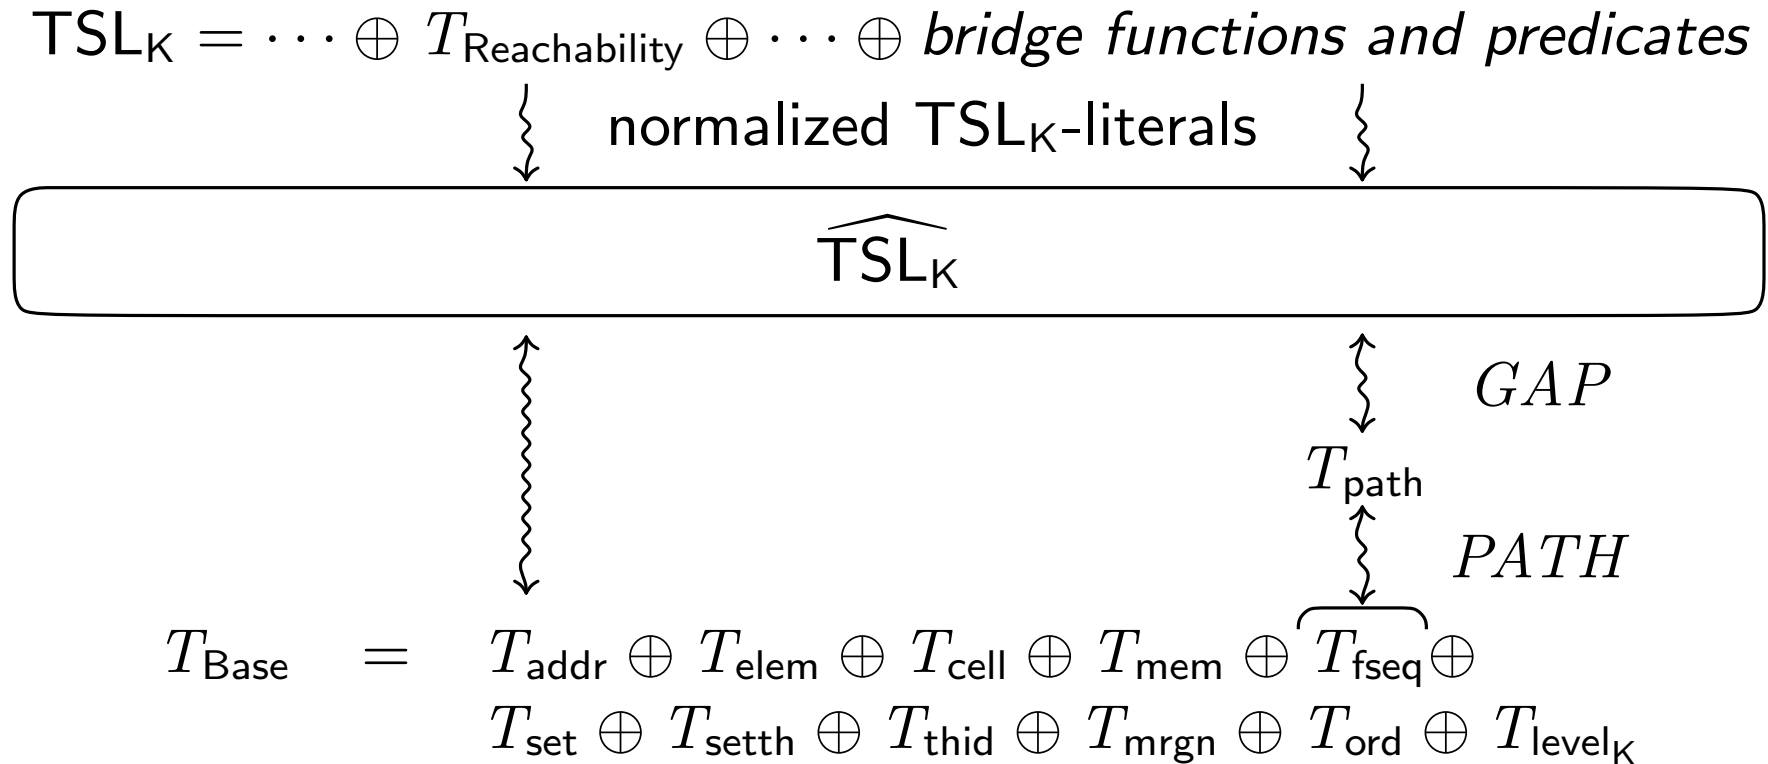 TSL_K = ⋯ ⊕ T_Reachability ⊕ ⋯ ⊕ bridge functions and predicates
normalized TSL_K-literals
\widehat{TSL_K}
GAP
T_path
PATH
T_Base = T_addr ⊕ T_elem ⊕ T_cell ⊕ T_mem ⊕ T_fseq ⊕
T_set ⊕ T_setth ⊕ T_thid ⊕ T_mrgn ⊕ T_ord ⊕ T_level_K